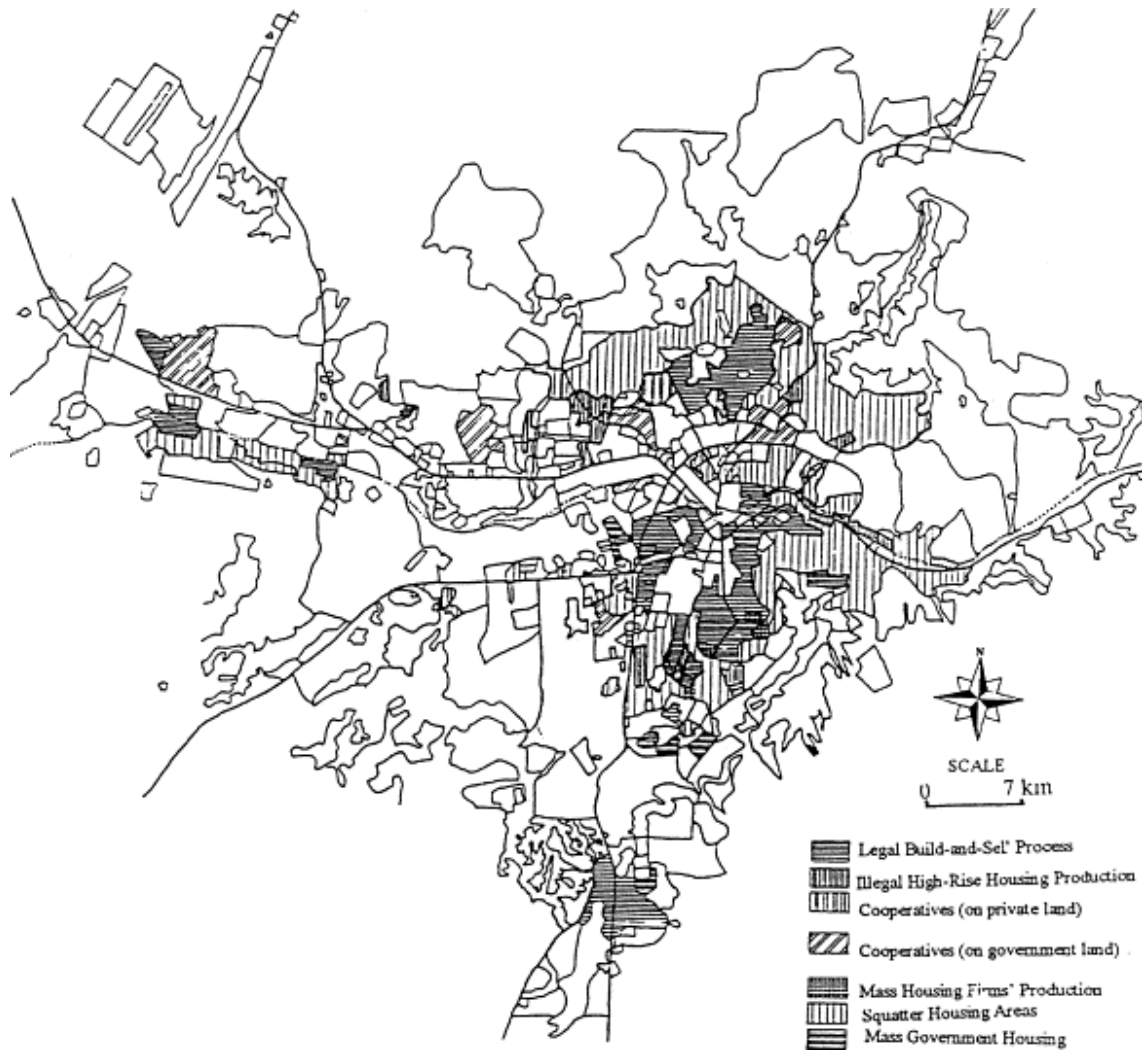 N
SCALE
0 7 km
Legal Build-and-Sel' Process
Illegal High-Rise Housing Production
Cooperatives (on private land)
Cooperatives (on government land)
Mass Housing Firms' Production
Squatter Housing Areas
Mass Government Housing